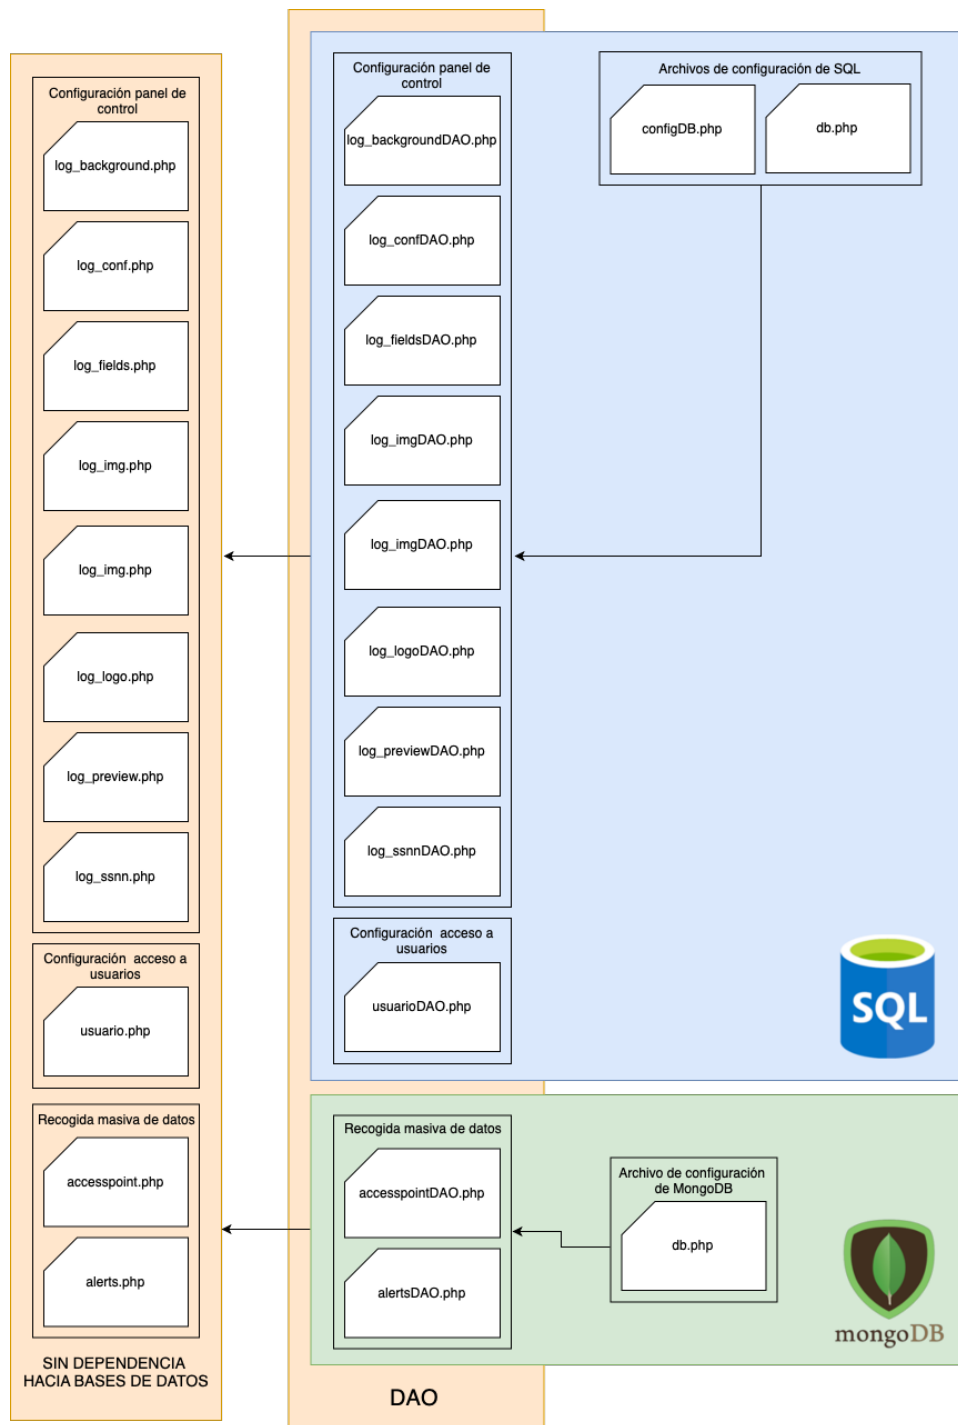 Configuración panel de
control
log_background.php
log_conf.php
log_fields.php
log_img.php
log_img.php
log_logo.php
log_preview.php
log_ssnn.php
Configuración acceso a
usuarios
usuario.php
Recogida masiva de datos
accesspoint.php
alerts.php
SIN DEPENDENCIA
HACIA BASES DE DATOS
Configuración panel de
control
log_backgroundDAO.php
log_confDAO.php
log_fieldsDAO.php
log_imgDAO.php
log_imgDAO.php
log_logoDAO.php
log_previewDAO.php
log_ssnnDAO.php
Configuración acceso a
usuarios
usuarioDAO.php
Recogida masiva de datos
accesspointDAO.php
alertsDAO.php
DAO
Archivos de configuración de SQL
configDB.php
db.php
SQL
Archivo de configuración
de MongoDB
db.php
mongoDB